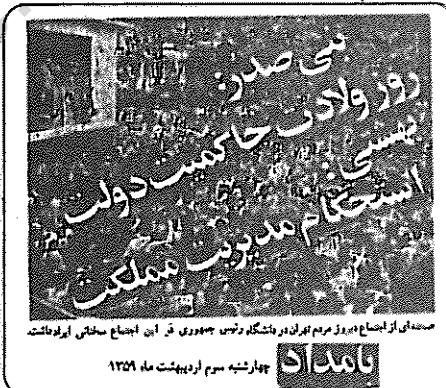 بنی‌صدر:
روز ولادت حاکمیت دولت
بهشتی:
استحکام مدیریت مملکت
صحنه‌ای از اجتماع دیروز مردم تهران در دانشگاه رئیس جمهوری در این اجتماع سخنانی ایراد داشت
بامداد
چهارشنبه سوم اردیبهشت ماه ۱۳۵۹